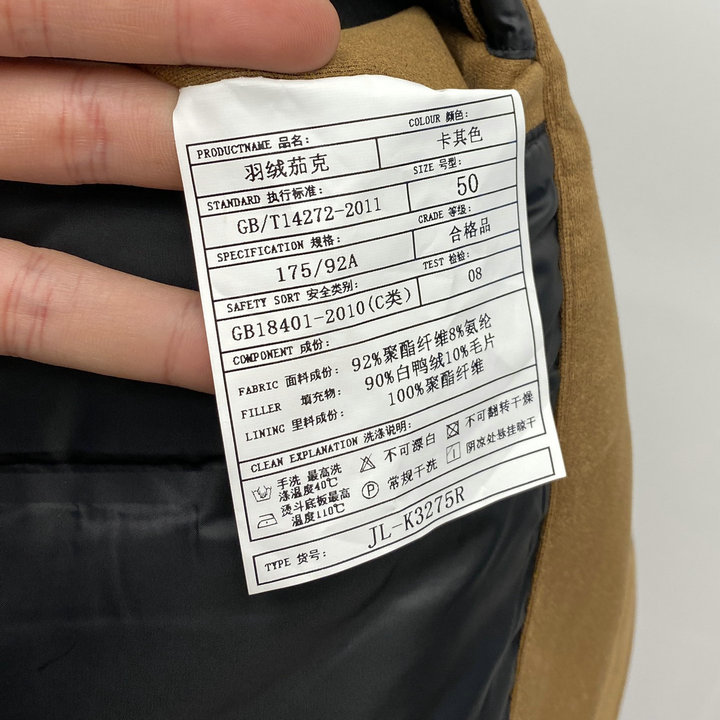 PRODUCTNAME 品名: COLOUR 颜色:
羽绒茄克 卡其色
STANDARD 执行标准: SIZE 号型:
GB/T14272-2011 50
SPECIFICATION 规格: GRADE 等级:
175/92A 合格品
SAFETY SORT 安全类别: TEST 检验:
GB18401-2010(C类) 08
COMPONENT 成份:
FABRIC 面料成份: 92%聚酯纤维8%氨纶
FILLER 填充物: 90%白鸭绒10%毛片
LINING 里料成份: 100%聚酯纤维
CLEAN EXPLANATION 洗涤说明:
手洗 最高洗涤温度40℃ 不可漂白 不可翻转干燥
烫斗底板最高温度110℃ 常规干洗 阴凉处悬挂晾干
TYPE 货号: JL-K3275R